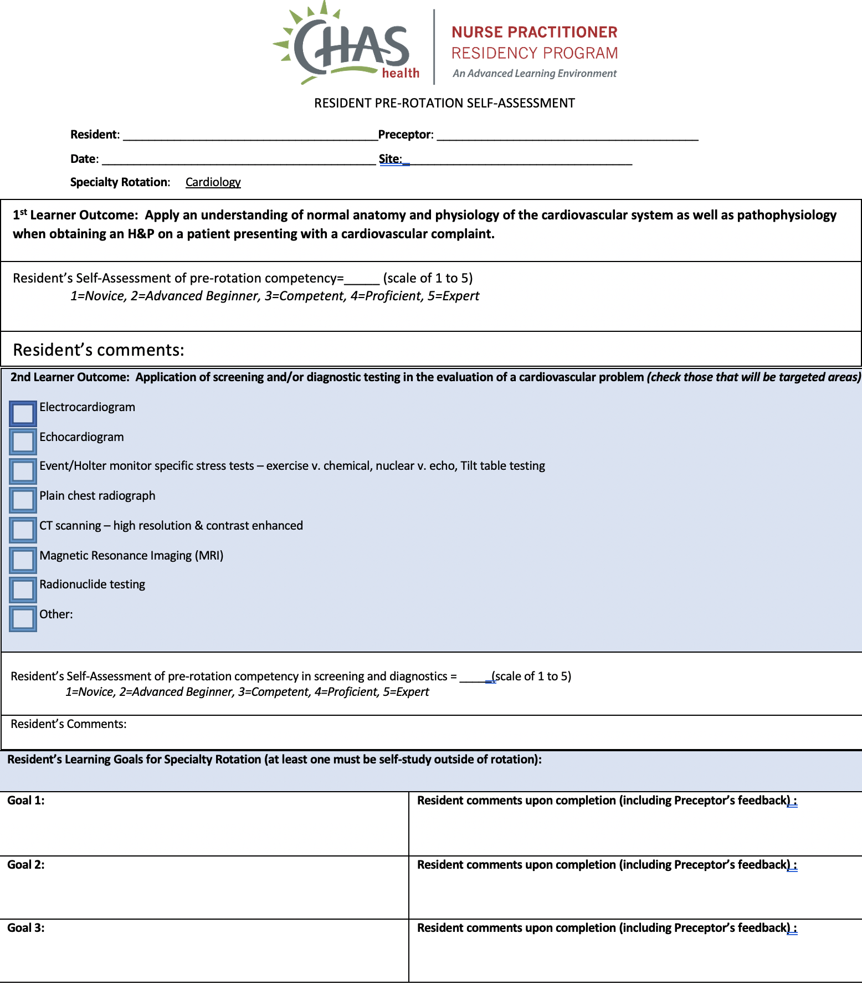 CHAS
health
NURSE PRACTITIONER
RESIDENCY PROGRAM
An Advanced Learning Environment
RESIDENT PRE-ROTATION SELF-ASSESSMENT
Resident: ________________________________________Preceptor: ________________________________________
Date: ________________________________________ Site:____________________________________
Specialty Rotation: Cardiology
1st Learner Outcome: Apply an understanding of normal anatomy and physiology of the cardiovascular system as well as pathophysiology
when obtaining an H&P on a patient presenting with a cardiovascular complaint.
Resident’s Self-Assessment of pre-rotation competency=_____ (scale of 1 to 5)
1=Novice, 2=Advanced Beginner, 3=Competent, 4=Proficient, 5=Expert
Resident’s comments:
2nd Learner Outcome: Application of screening and/or diagnostic testing in the evaluation of a cardiovascular problem (check those that will be targeted areas)
Electrocardiogram
Echocardiogram
Event/Holter monitor specific stress tests – exercise v. chemical, nuclear v. echo, Tilt table testing
Plain chest radiograph
CT scanning – high resolution & contrast enhanced
Magnetic Resonance Imaging (MRI)
Radionuclide testing
Other:
Resident’s Self-Assessment of pre-rotation competency in screening and diagnostics = _____(scale of 1 to 5)
1=Novice, 2=Advanced Beginner, 3=Competent, 4=Proficient, 5=Expert
Resident’s Comments:
Resident’s Learning Goals for Specialty Rotation (at least one must be self-study outside of rotation):
Goal 1:
Resident comments upon completion (including Preceptor’s feedback) :
Goal 2:
Resident comments upon completion (including Preceptor’s feedback) :
Goal 3:
Resident comments upon completion (including Preceptor’s feedback) :